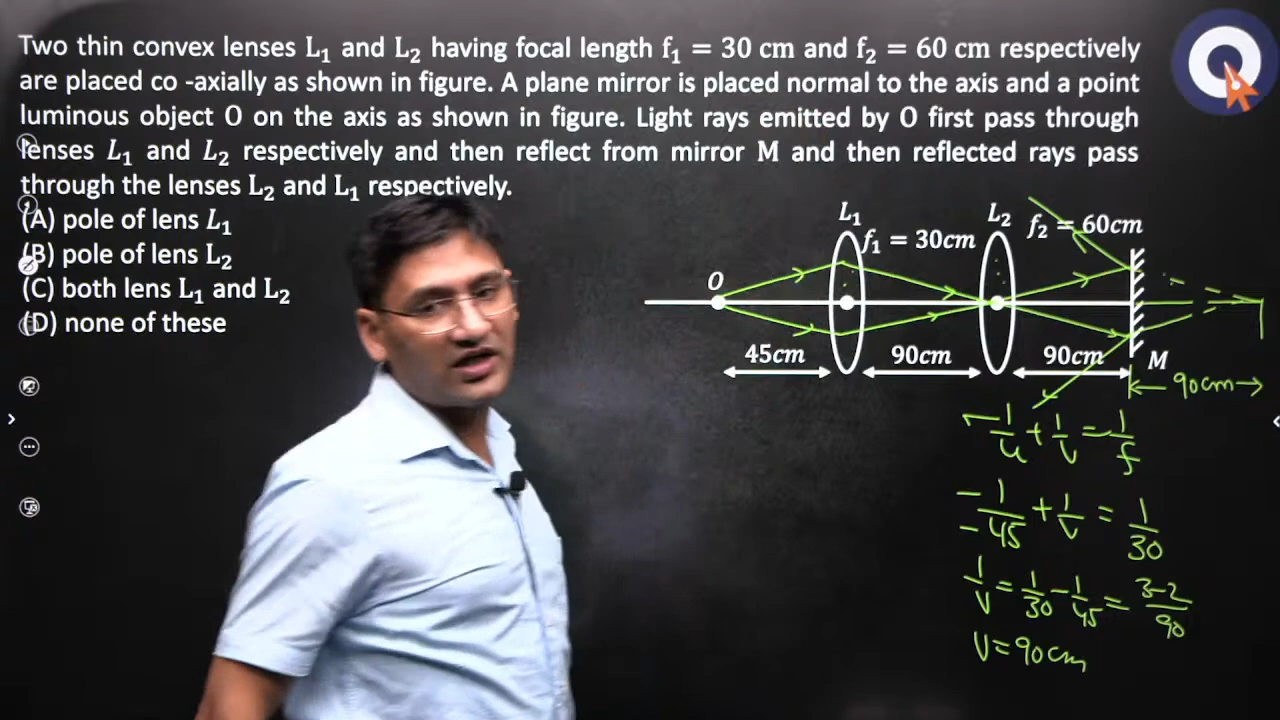 Two thin convex lenses L₁ and L₂ having focal length f₁ = 30 cm and f₂ = 60 cm respectively
are placed co -axially as shown in figure. A plane mirror is placed normal to the axis and a point
luminous object O on the axis as shown in figure. Light rays emitted by O first pass through
lenses L₁ and L₂ respectively and then reflect from mirror M and then reflected rays pass
through the lenses L₂ and L₁ respectively.
(A) pole of lens L₁
(B) pole of lens L₂
(C) both lens L₁ and L₂
(D) none of these
L₁
L₂
f₂ = 60cm
f₁ = 30cm
O
45cm
90cm
90cm
M
90cm
-1/u + 1/v = 1/f
-1/-45 + 1/v = 1/30
1/v = 1/30 - 1/45 = 3-2/90
V = 90cm